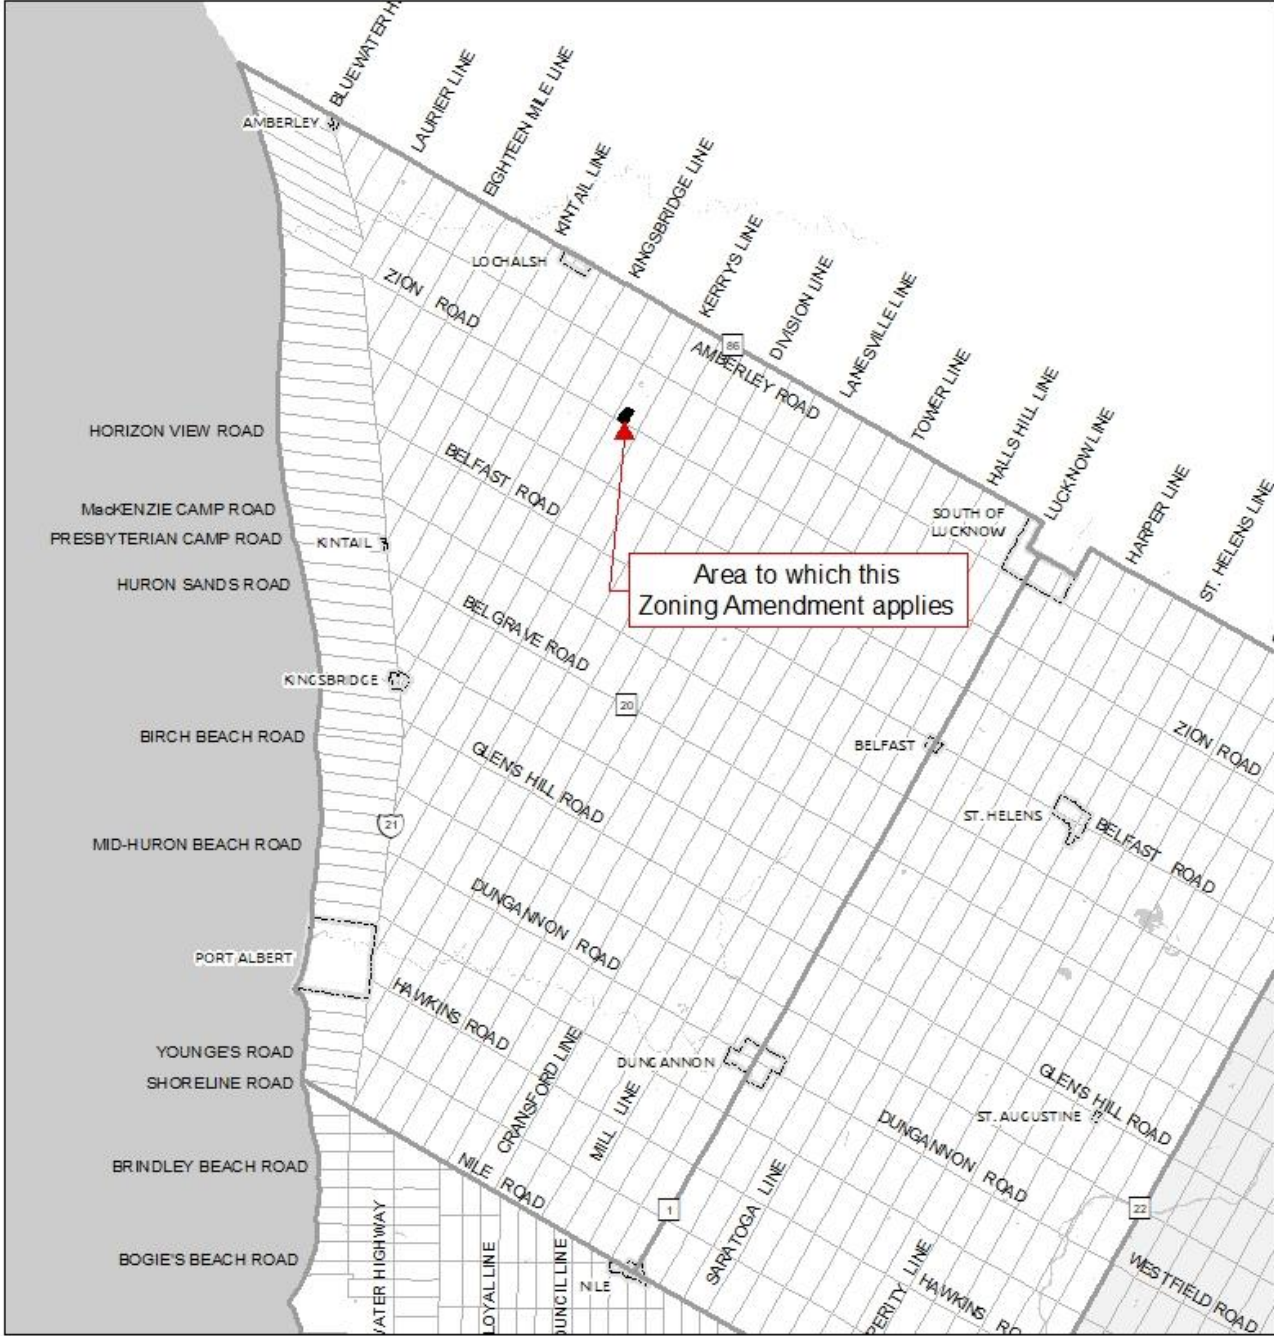 BLUEWATER H
LAURIER LINE
EIGHTEEN MILE LINE
AMBERLEY
KINTAIL LINE
KINGSBRIDGE LINE
KERRYS LINE
DIVISION LINE
LANESVILLE LINE
TOWER LINE
HALLS HILL LINE
LUCKNOW LINE
HARPER LINE
ST. HELENS LINE
LOCHALSH
ZION ROAD
86
AMBERLEY ROAD
HORIZON VIEW ROAD
BELFAST ROAD
MacKENZIE CAMP ROAD
PRESBYTERIAN CAMP ROAD
KINTAIL
SOUTH OF
LUCKNOW
HURON SANDS ROAD
Area to which this
Zoning Amendment applies
BELGRAVE ROAD
KINGSBRIDGE
20
BIRCH BEACH ROAD
BELFAST
ZION ROAD
GLENS HILL ROAD
21
ST. HELENS
BELFAST ROAD
MID-HURON BEACH ROAD
DUNGANNON ROAD
PORT ALBERT
HAWKINS ROAD
YOUNGE'S ROAD
SHORELINE ROAD
CRANSFORD LINE
MILL LINE
DUNGANNON
GLENS HILL ROAD
ST. AUGUSTINE
DUNGANNON ROAD
BRINDLEY BEACH ROAD
NILE ROAD
1
SARATOGA LINE
22
BOGIE'S BEACH ROAD
ATER HIGHWAY
LOYAL LINE
UNCIL LINE
NILE
PERITY LINE
HAWKINS RO
WESTFIELD ROAD